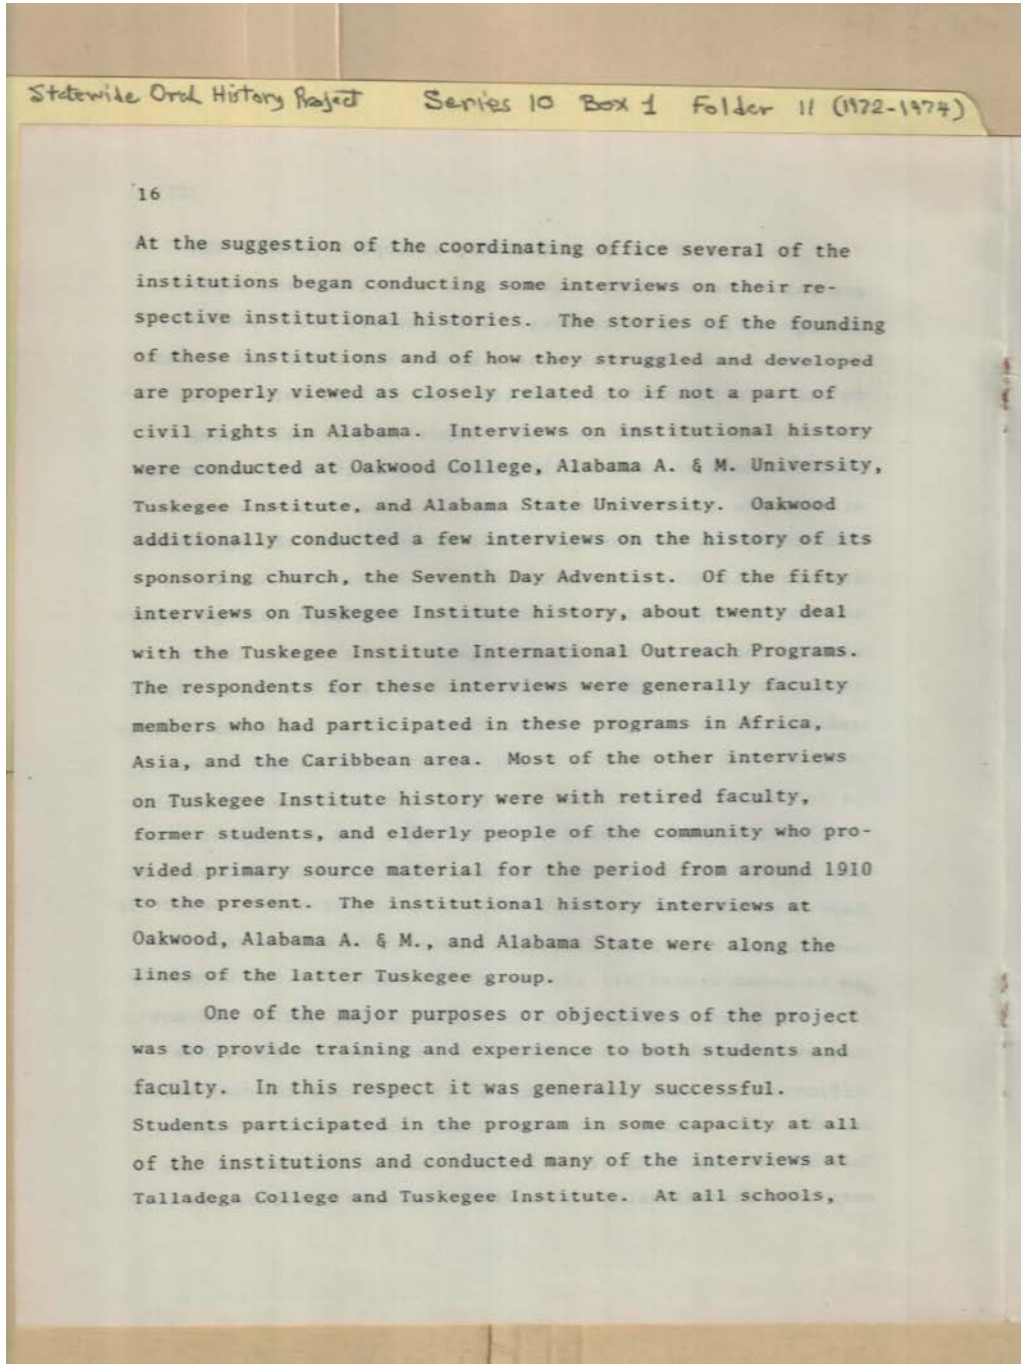 Statewide Oral History Project Series 10 Box 1 Folder 11 (1972-1974)
16
At the suggestion of the coordinating office several of the
institutions began conducting some interviews on their re-
spective institutional histories. The stories of the founding
of these institutions and of how they struggled and developed
are properly viewed as closely related to if not a part of
civil rights in Alabama. Interviews on institutional history
were conducted at Oakwood College, Alabama A. & M. University,
Tuskegee Institute, and Alabama State University. Oakwood
additionally conducted a few interviews on the history of its
sponsoring church, the Seventh Day Adventist. Of the fifty
interviews on Tuskegee Institute history, about twenty deal
with the Tuskegee Institute International Outreach Programs.
The respondents for these interviews were generally faculty
members who had participated in these programs in Africa,
Asia, and the Caribbean area. Most of the other interviews
on Tuskegee Institute history were with retired faculty,
former students, and elderly people of the community who pro-
vided primary source material for the period from around 1910
to the present. The institutional history interviews at
Oakwood, Alabama A. & M., and Alabama State were along the
lines of the latter Tuskegee group.
One of the major purposes or objectives of the project
was to provide training and experience to both students and
faculty. In this respect it was generally successful.
Students participated in the program in some capacity at all
of the institutions and conducted many of the interviews at
Talladega College and Tuskegee Institute. At all schools,